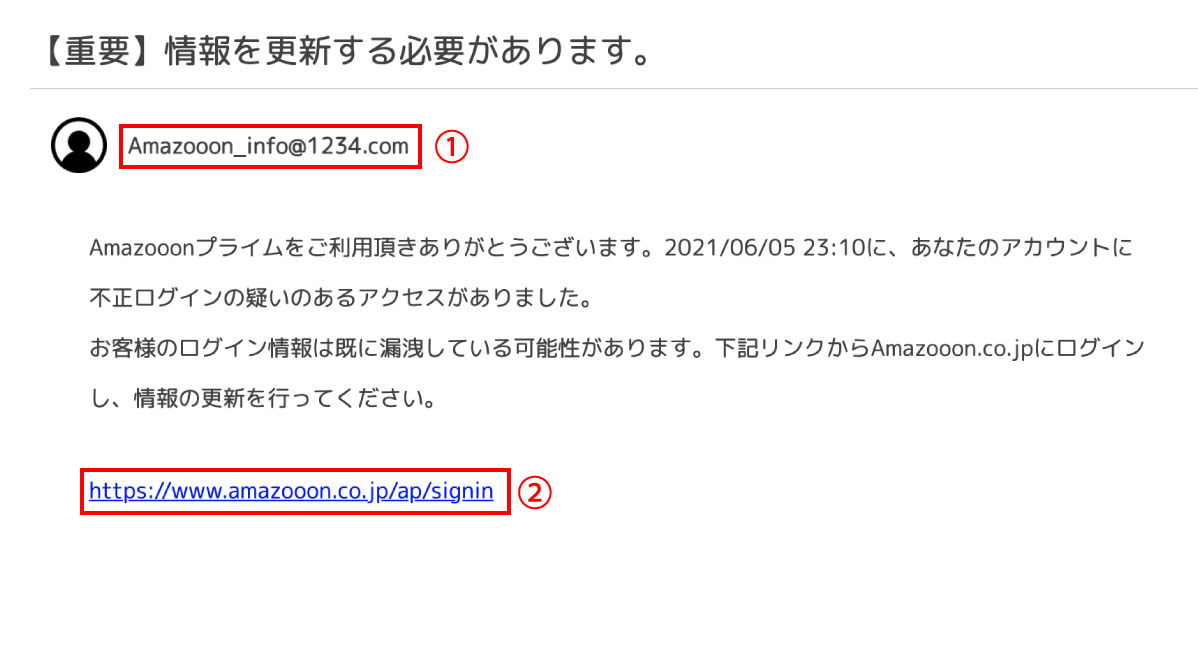 【重要】情報を更新する必要があります。
Amazooon_info@1234.com ①
Amazooonプライムをご利用頂きありがとうございます。2021/06/05 23:10に、あなたのアカウントに
不正ログインの疑いのあるアクセスがありました。
お客様のログイン情報は既に漏洩している可能性があります。下記リンクからAmazooon.co.jpにログイン
し、情報の更新を行ってください。
https://www.amazooon.co.jp/ap/signin ②